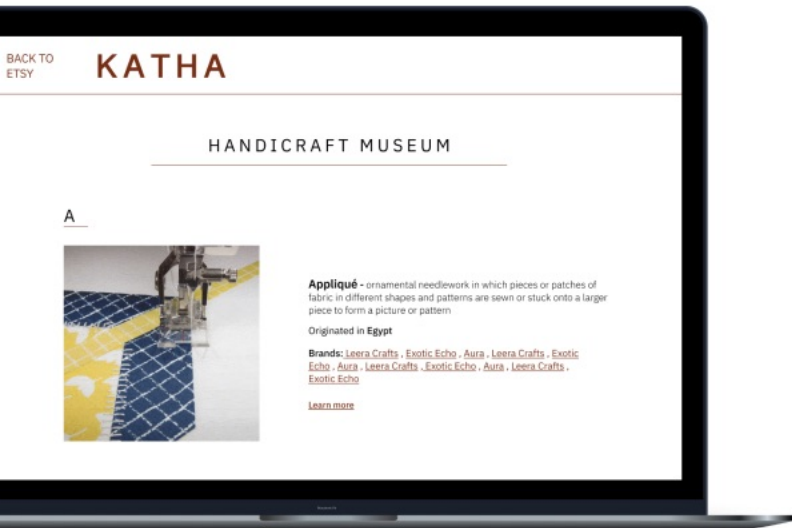 BACK TO
ETSY
KATHA
HANDICRAFT MUSEUM
A
Appliqué - ornamental needlework in which pieces or patches of
fabric in different shapes and patterns are sewn or stuck onto a larger
piece to form a picture or pattern
Originated in Egypt
Brands: Leera Crafts , Exotic Echo , Aura , Leera Crafts , Exotic
Echo , Aura , Leera Crafts , Exotic Echo , Aura , Leera Crafts ,
Exotic Echo
Learn more